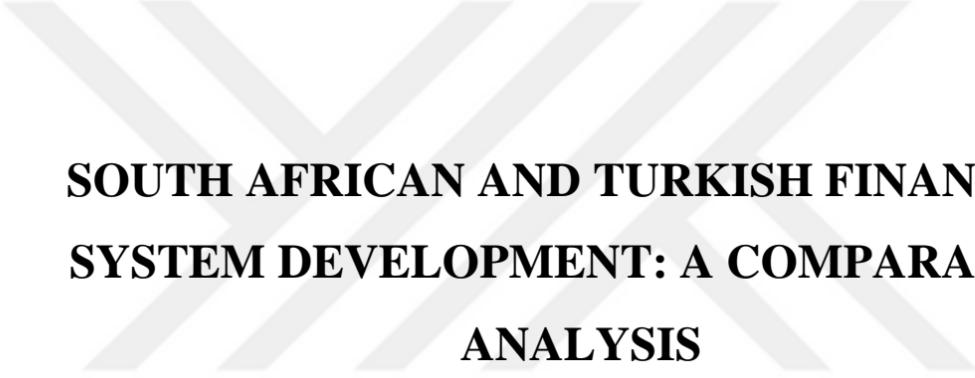 SOUTH AFRICAN AND TURKISH FINAN
SYSTEM DEVELOPMENT: A COMPARA
ANALYSIS